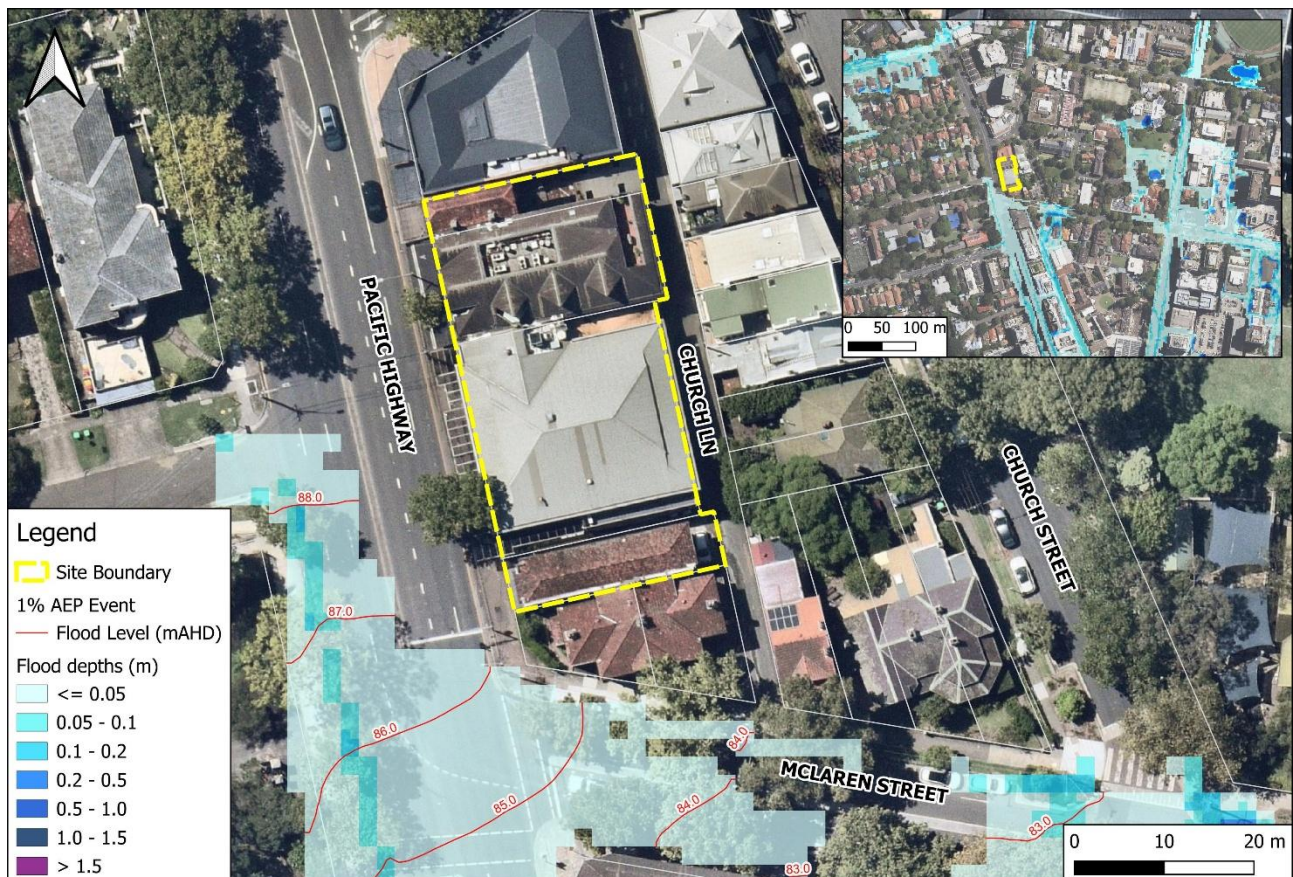 0 50 100 m
PACIFIC HIGHWAY
CHURCH LN
CHURCH STREET
88.0
87.0
86.0
85.0
84.0
84.0
MCLAREN STREET
83.0
83.0
Legend
Site Boundary
1% AEP Event
Flood Level (mAHD)
Flood depths (m)
<= 0.05
0.05 - 0.1
0.1 - 0.2
0.2 - 0.5
0.5 - 1.0
1.0 - 1.5
> 1.5
0 10 20 m